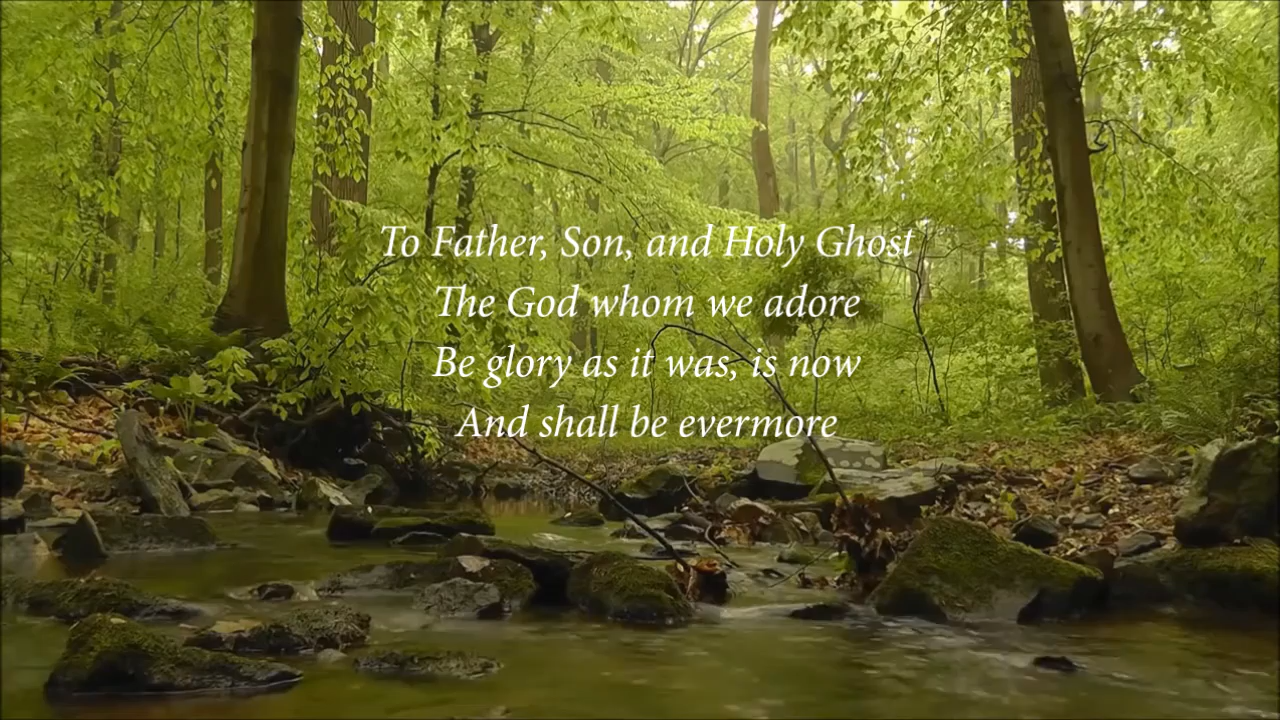 To Father, Son, and Holy Ghost
The God whom we adore
Be glory as it was, is now
And shall be evermore